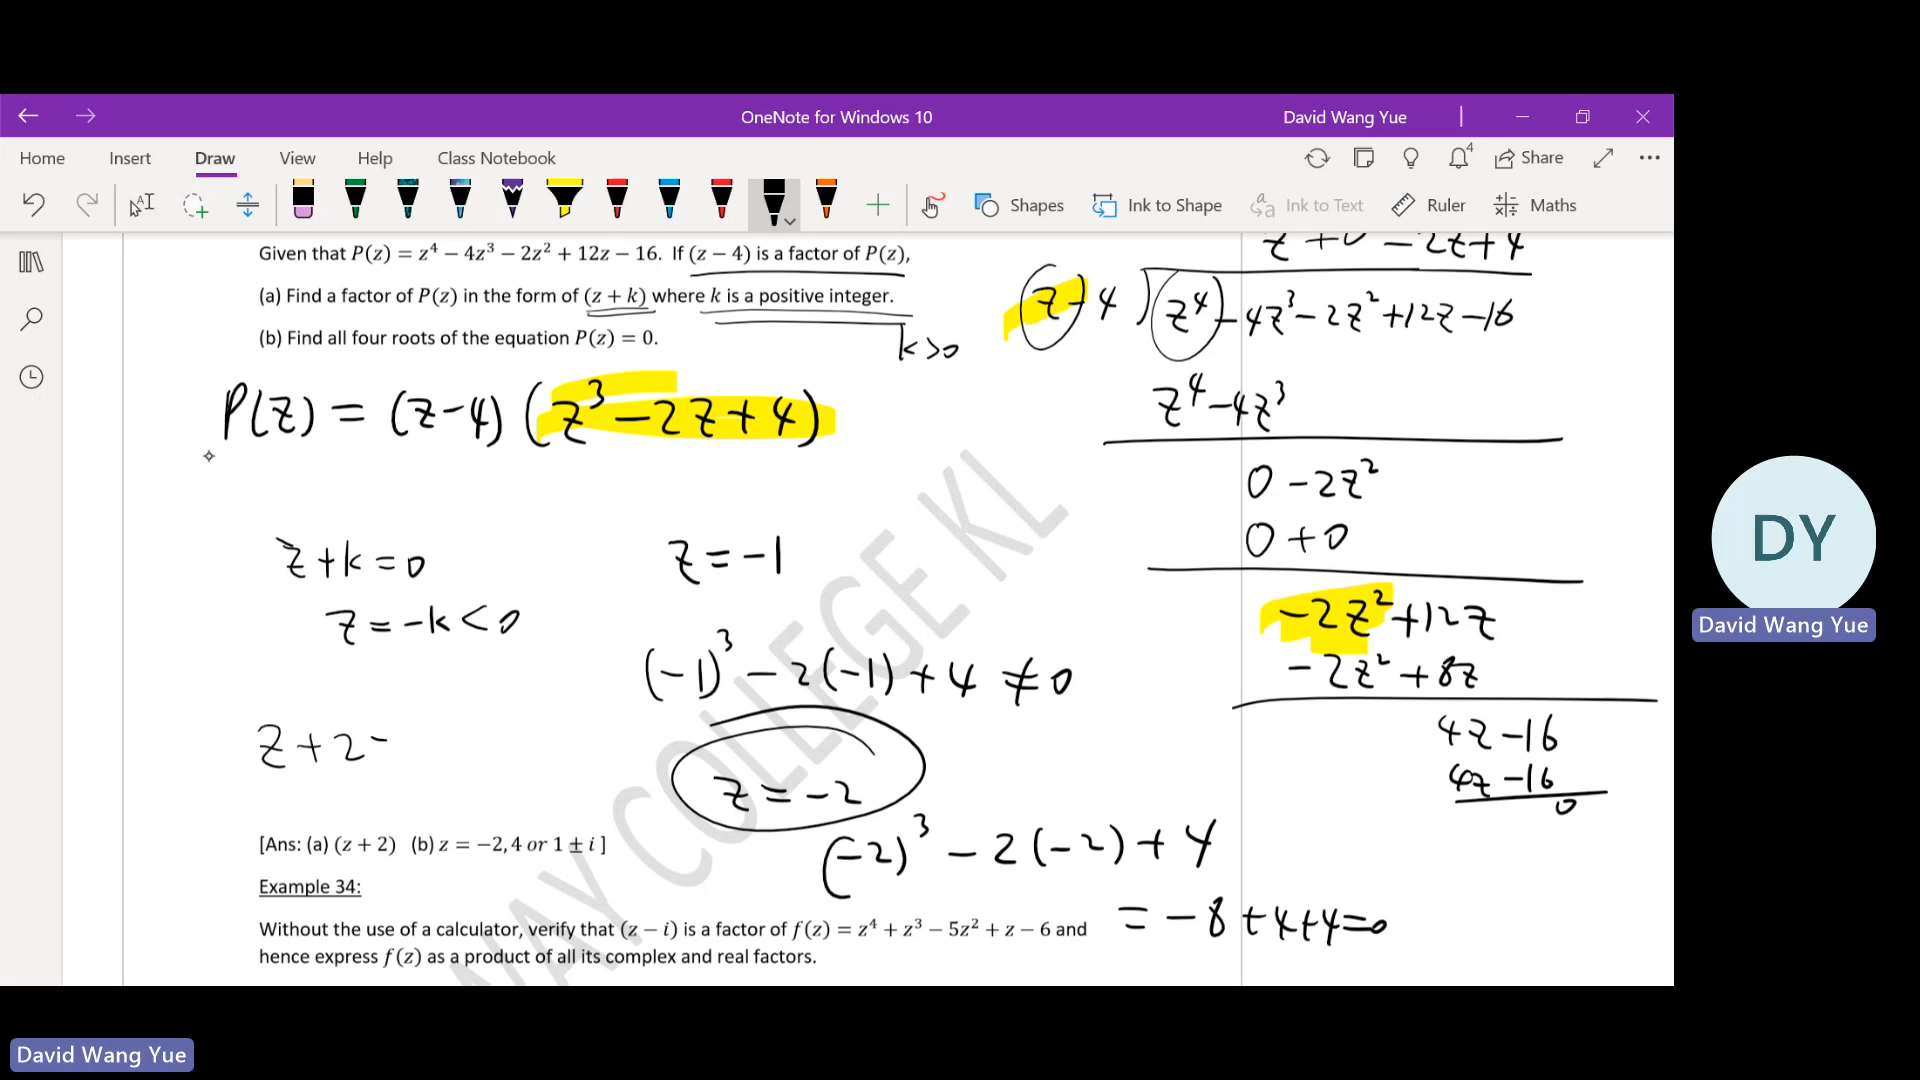 OneNote for Windows 10
David Wang Yue
Home Insert Draw View Help Class Notebook
4
Share
Shapes Ink to Shape Ink to Text Ruler Maths
Given that P(z) = z⁴ − 4z³ − 2z² + 12z − 16. If (z − 4) is a factor of P(z),
(a) Find a factor of P(z) in the form of (z + k) where k is a positive integer.
(b) Find all four roots of the equation P(z) = 0.
k > 0
P(z) = (z-4) (z³ - 2z + 4)
z + k = 0
z = -k < 0
z + 2 -
z = -1
(-1)³ - 2(-1) + 4 ≠ 0
z = -2
(-2)³ - 2(-2) + 4
= -8 + 4 + 4 = 0
z + 0 - 2z + 4
z - 4 ) z⁴ - 4z³ - 2z² + 12z - 16
z⁴ - 4z³
0 - 2z²
0 + 0
-2z² + 12z
-2z² + 8z
4z - 16
4z - 16
0
[Ans: (a) (z + 2) (b) z = −2, 4 or 1 ± i ]
Example 34:
Without the use of a calculator, verify that (z − i) is a factor of f(z) = z⁴ + z³ − 5z² + z − 6 and
hence express f(z) as a product of all its complex and real factors.
WAY COLLEGE KL
DY
David Wang Yue
David Wang Yue